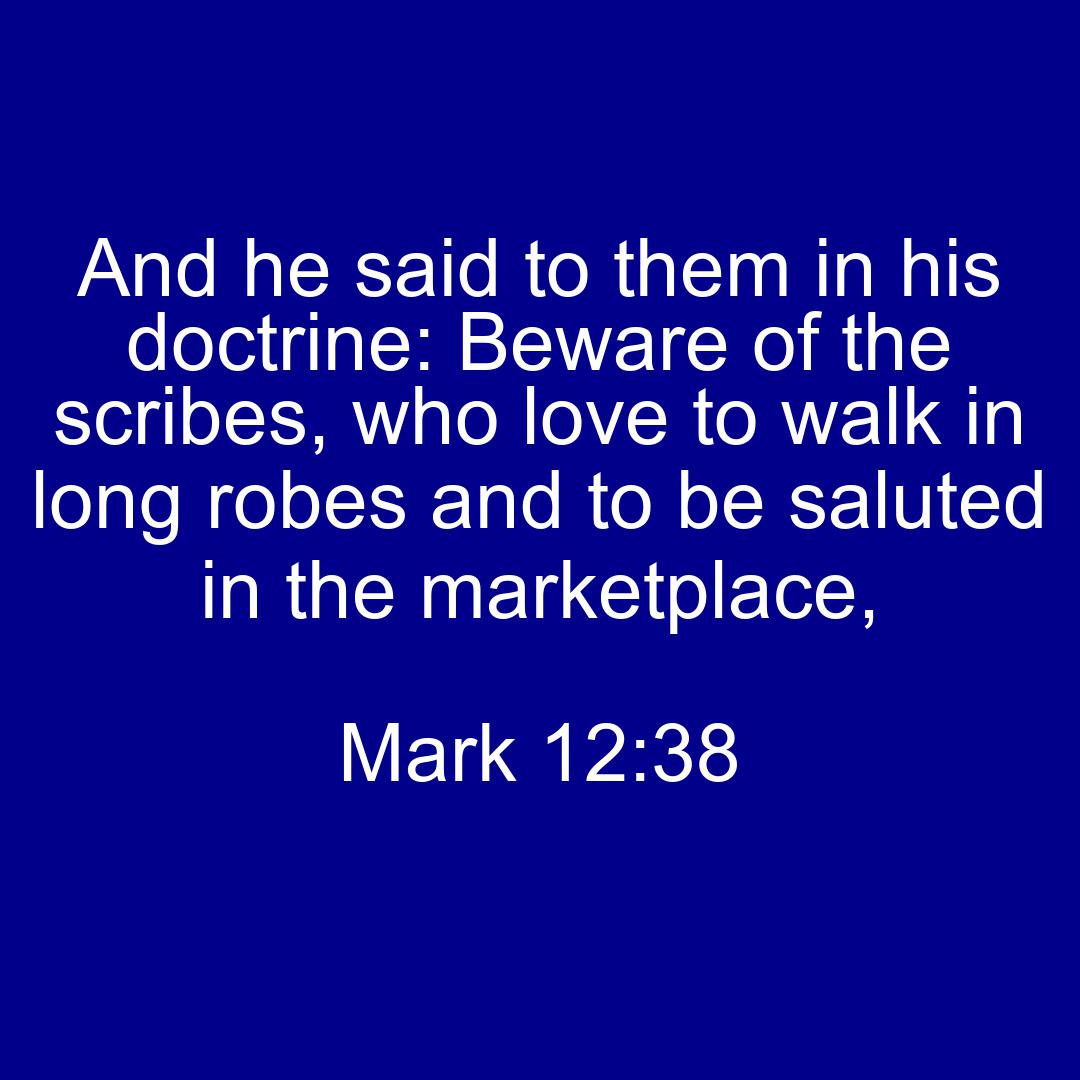 And he said to them in his
doctrine: Beware of the
scribes, who love to walk in
long robes and to be saluted
in the marketplace,
Mark 12:38